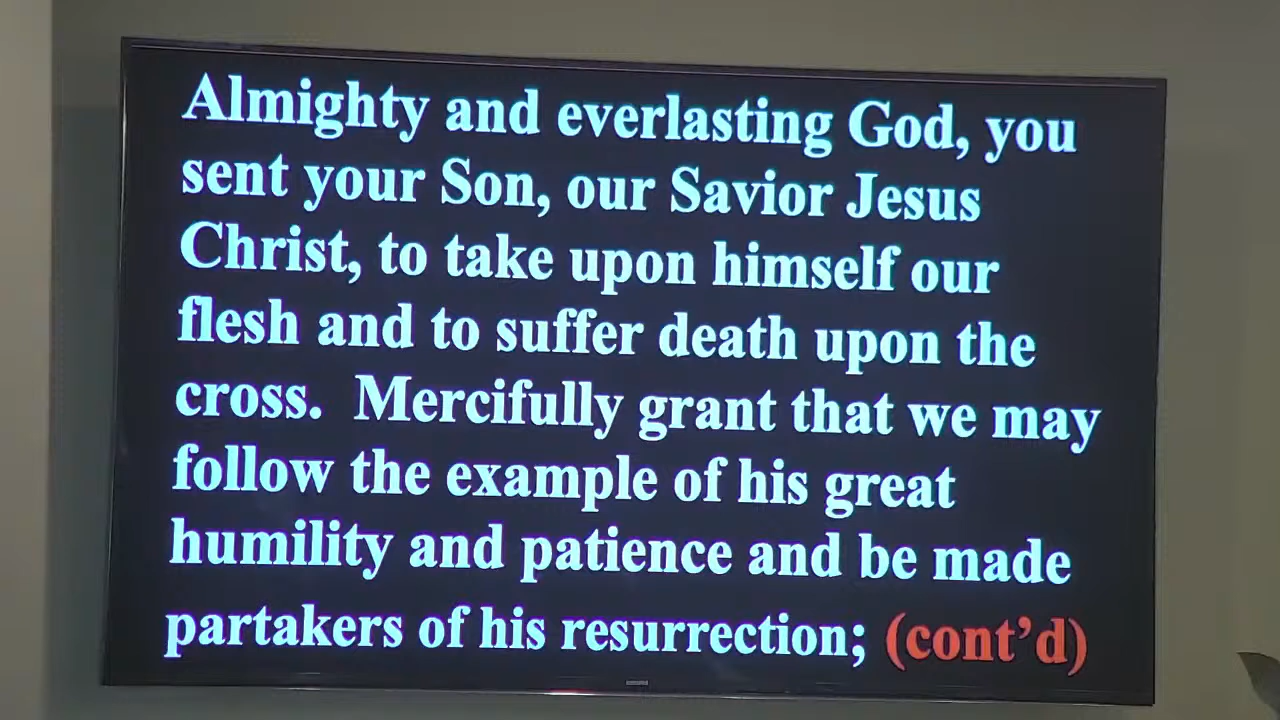 Almighty and everlasting God, you
sent your Son, our Savior Jesus
Christ, to take upon himself our
flesh and to suffer death upon the
cross.  Mercifully grant that we may
follow the example of his great
humility and patience and be made
partakers of his resurrection; (cont’d)